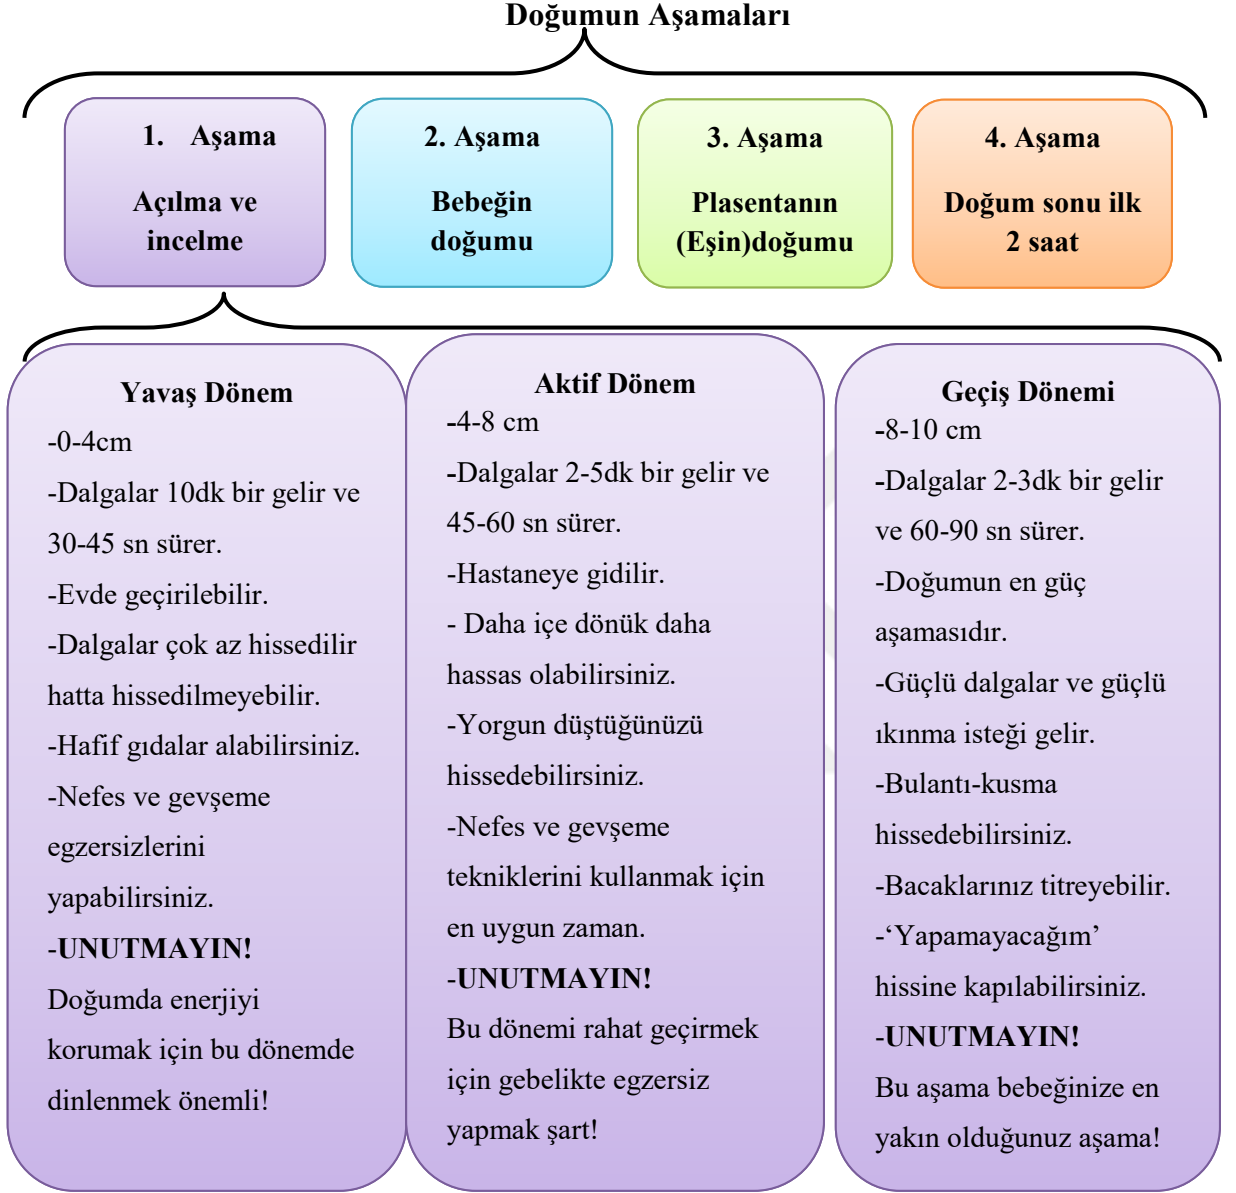 Doğumun Aşamaları
1. Aşama
Açılma ve
incelme
2. Aşama
Bebeğin
doğumu
3. Aşama
Plasentanın
(Eşin)doğumu
4. Aşama
Doğum sonu ilk
2 saat
Yavaş Dönem
-0-4cm
-Dalgalar 10dk bir gelir ve
30-45 sn sürer.
-Evde geçirilebilir.
-Dalgalar çok az hissedilir
hatta hissedilmeyebilir.
-Hafif gıdalar alabilirsiniz.
-Nefes ve gevşeme
egzersizlerini
yapabilirsiniz.
-UNUTMAYIN!
Doğumda enerjiyi
korumak için bu dönemde
dinlenmek önemli!
Aktif Dönem
-4-8 cm
-Dalgalar 2-5dk bir gelir ve
45-60 sn sürer.
-Hastaneye gidilir.
- Daha içe dönük daha
hassas olabilirsiniz.
-Yorgun düştüğünüzü
hissedebilirsiniz.
-Nefes ve gevşeme
tekniklerini kullanmak için
en uygun zaman.
-UNUTMAYIN!
Bu dönemi rahat geçirmek
için gebelikte egzersiz
yapmak şart!
Geçiş Dönemi
-8-10 cm
-Dalgalar 2-3dk bir gelir
ve 60-90 sn sürer.
-Doğumun en güç
aşamasıdır.
-Güçlü dalgalar ve güçlü
ıkınma isteği gelir.
-Bulantı-kusma
hissedebilirsiniz.
-Bacaklarınız titreyebilir.
-‘Yapamayacağım’
hissine kapılabilirsiniz.
-UNUTMAYIN!
Bu aşama bebeğinize en
yakın olduğunuz aşama!